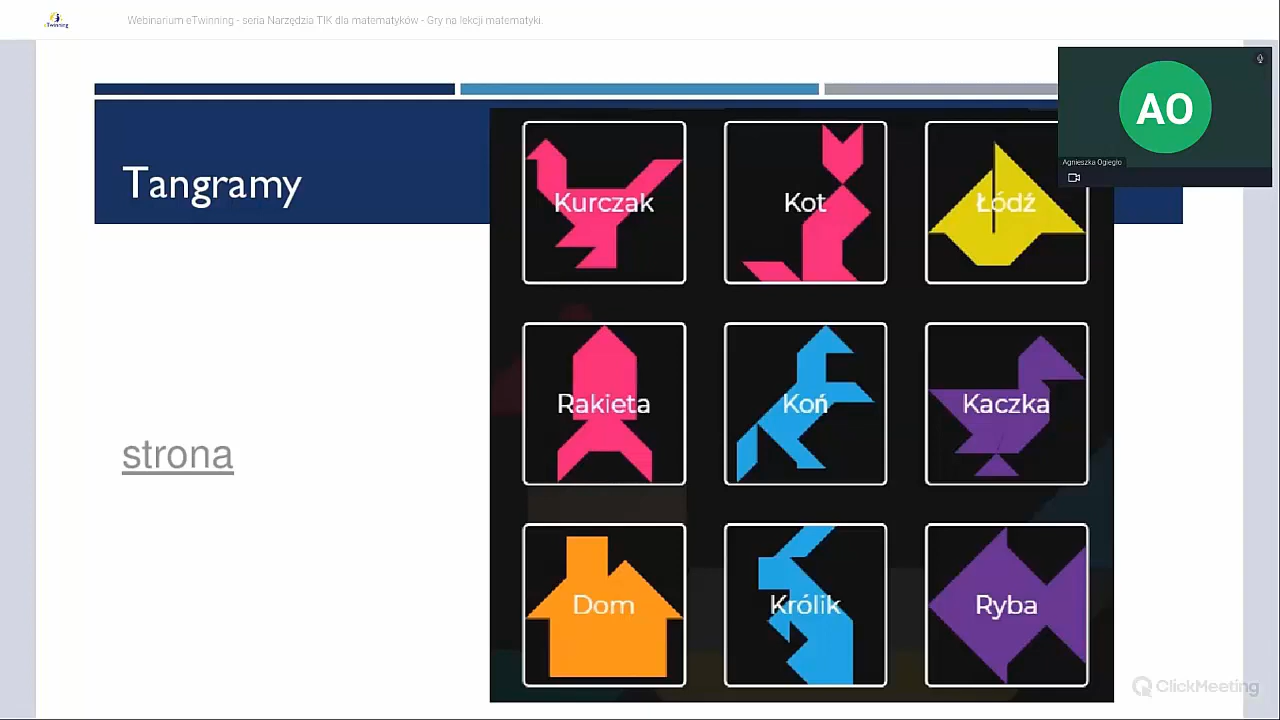 eTwinning
Webinarium eTwinning - seria Narzędzia TIK dla matematyków - Gry na lekcji matematyki.
AO
Agnieszka Ogiegło
Tangramy
Kurczak
Kot
Łódź
Rakieta
Koń
Kaczka
strona
Dom
Królik
Ryba
ClickMeeting